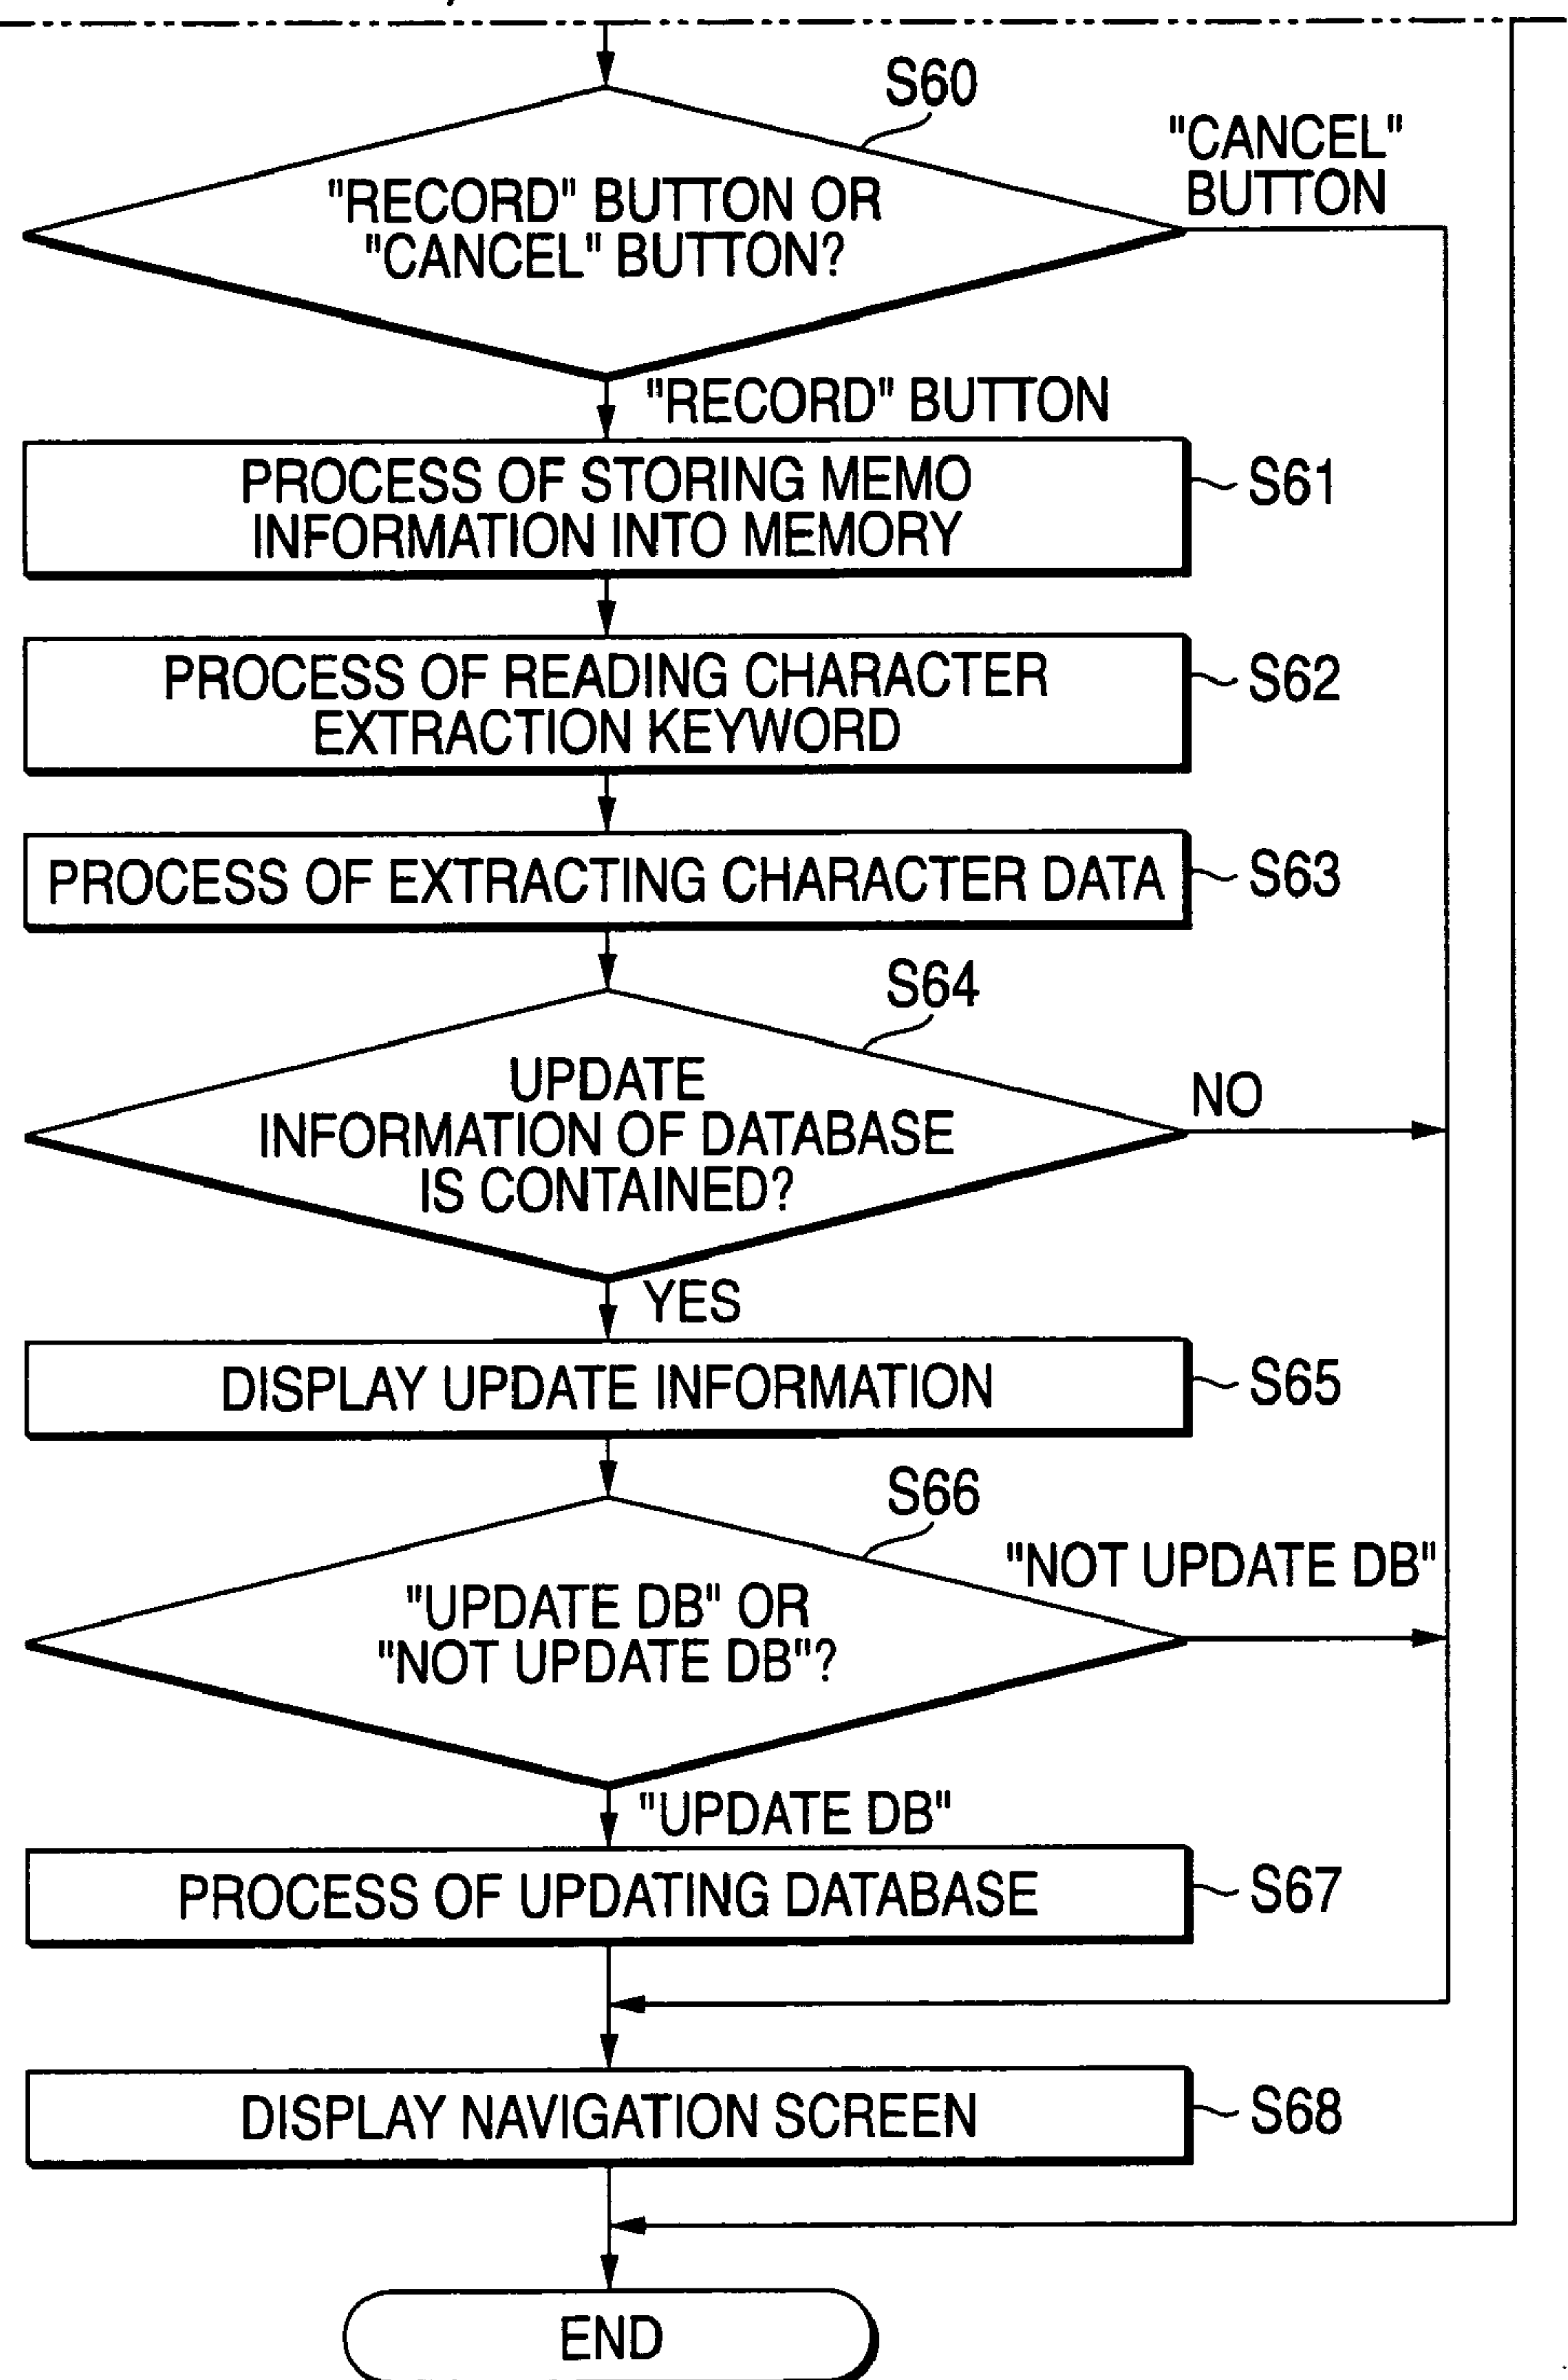 S60
"CANCEL"
BUTTON
"RECORD" BUTTON OR
"CANCEL" BUTTON?
"RECORD" BUTTON
PROCESS OF STORING MEMO
INFORMATION INTO MEMORY
S61
PROCESS OF READING CHARACTER
EXTRACTION KEYWORD
S62
PROCESS OF EXTRACTING CHARACTER DATA
S63
S64
UPDATE
INFORMATION OF DATABASE
IS CONTAINED?
NO
YES
DISPLAY UPDATE INFORMATION
S65
S66
"NOT UPDATE DB"
"UPDATE DB" OR
"NOT UPDATE DB"?
"UPDATE DB"
PROCESS OF UPDATING DATABASE
S67
DISPLAY NAVIGATION SCREEN
S68
END